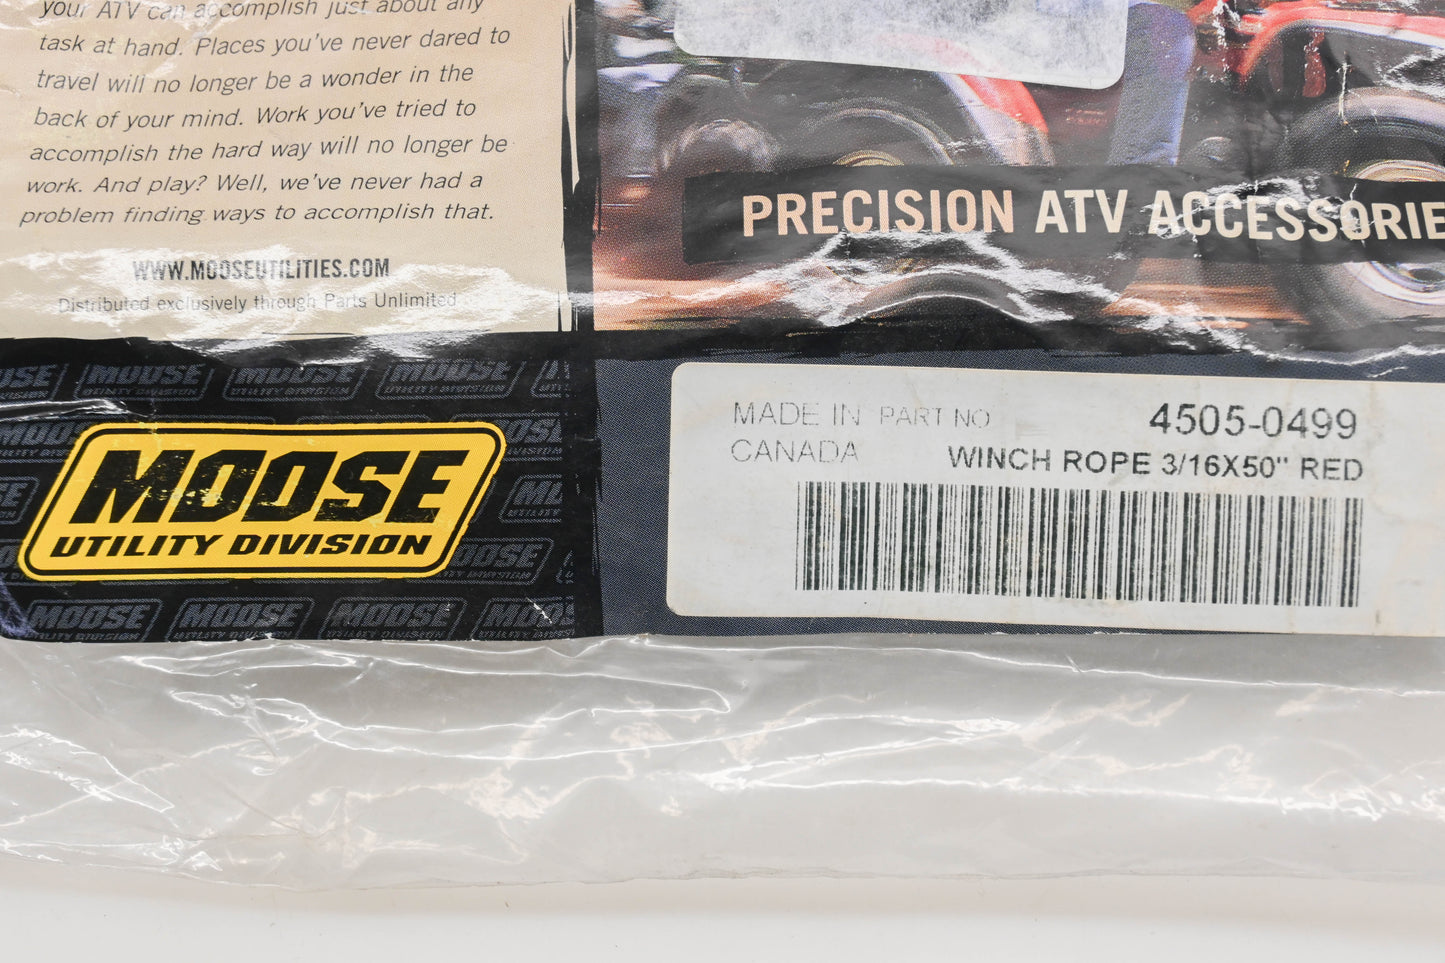 your ATV can accomplish just about any
task at hand. Places you've never dared to
travel will no longer be a wonder in the
back of your mind. Work you've tried to
accomplish the hard way will no longer be
work. And play? Well, we've never had a
problem finding ways to accomplish that.
WWW.MOOSEUTILITIES.COM
Distributed exclusively through Parts Unlimited
PRECISION ATV ACCESSORIE
MOOSE
UTILITY DIVISION
MADE IN PART NO 4505-0499
CANADA WINCH ROPE 3/16X50" RED